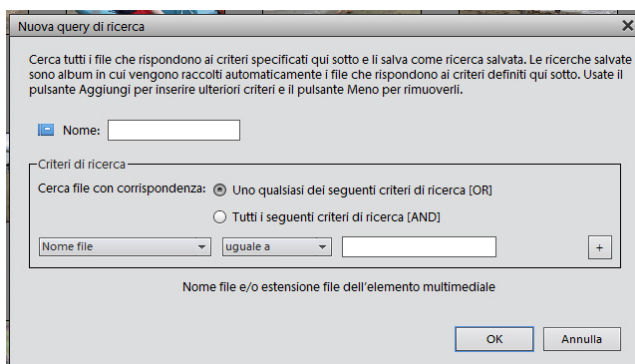 Nuova query di ricerca
Cerca tutti i file che rispondono ai criteri specificati qui sotto e li salva come ricerca salvata. Le ricerche salvate
sono album in cui vengono raccolti automaticamente i file che rispondono ai criteri definiti qui sotto. Usate il
pulsante Aggiungi per inserire ulteriori criteri e il pulsante Meno per rimuoverli.
Nome:
Criteri di ricerca
Cerca file con corrispondenza: Uno qualsiasi dei seguenti criteri di ricerca [OR]
Tutti i seguenti criteri di ricerca [AND]
Nome file uguale a +
Nome file e/o estensione file dell'elemento multimediale
OK Annulla